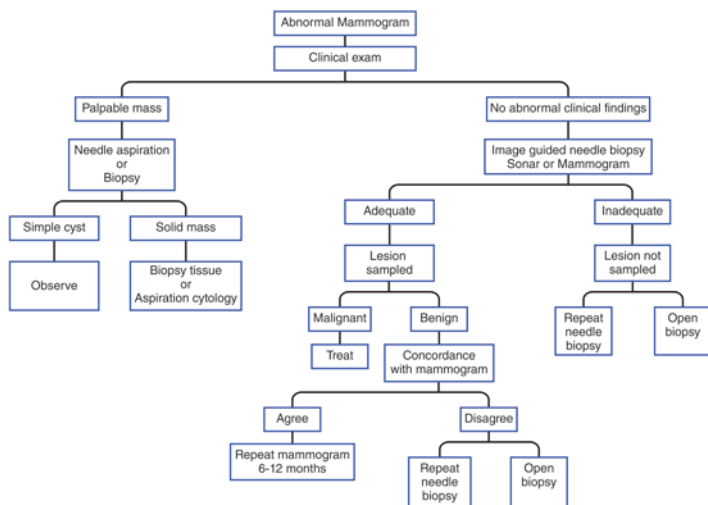 Abnormal Mammogram
Clinical exam
Palpable mass
No abnormal clinical findings
Needle aspiration
or
Biopsy
Image guided needle biopsy
Sonar or Mammogram
Simple cyst
Solid mass
Adequate
Inadequate
Observe
Biopsy tissue
or
Aspiration cytology
Lesion
sampled
Lesion not
sampled
Malignant
Benign
Repeat
needle
biopsy
Open
biopsy
Treat
Concordance
with mammogram
Agree
Disagree
Repeat mammogram
6-12 months
Repeat
needle
biopsy
Open
biopsy